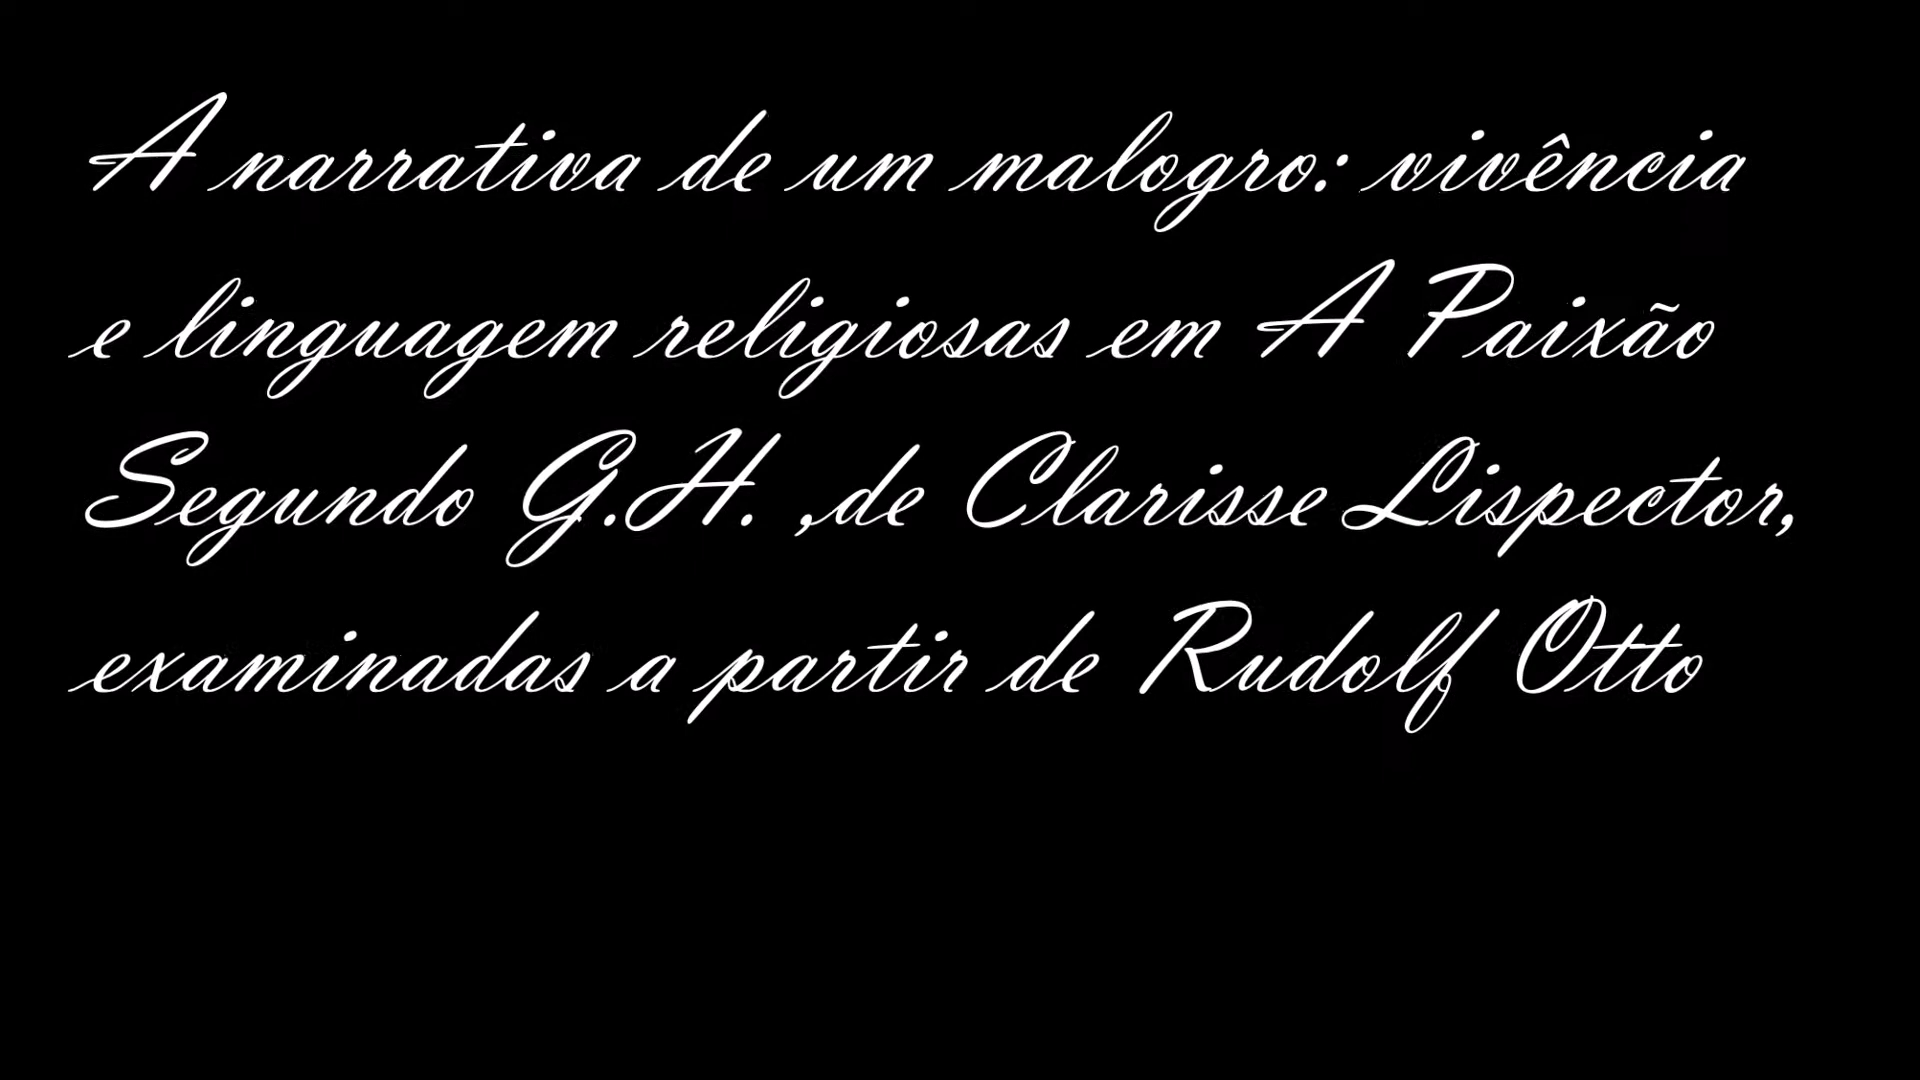 A narrativa de um malogro: vivência
e linguagem religiosas em A Paixão
Segundo G.H. ,de Clarisse Lispector,
examinadas a partir de Rudolf Otto